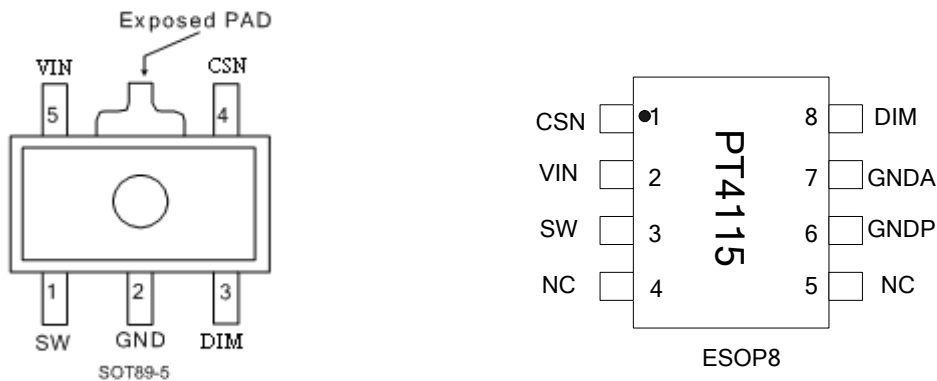 Exposed PAD
VIN
CSN
5
4
1
2
3
SW
GND
DIM
SOT89-5
CSN
1
8
DIM
VIN
2
7
GNDA
SW
3
6
GNDP
NC
4
5
NC
PT4115
ESOP8